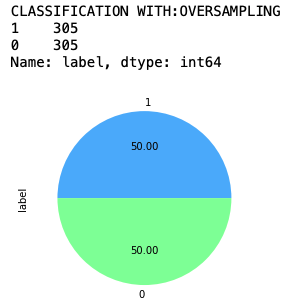 CLASSIFICATION WITH:OVERSAMPLING
1    305
0    305
Name: label, dtype: int64
1
50.00
label
50.00
0